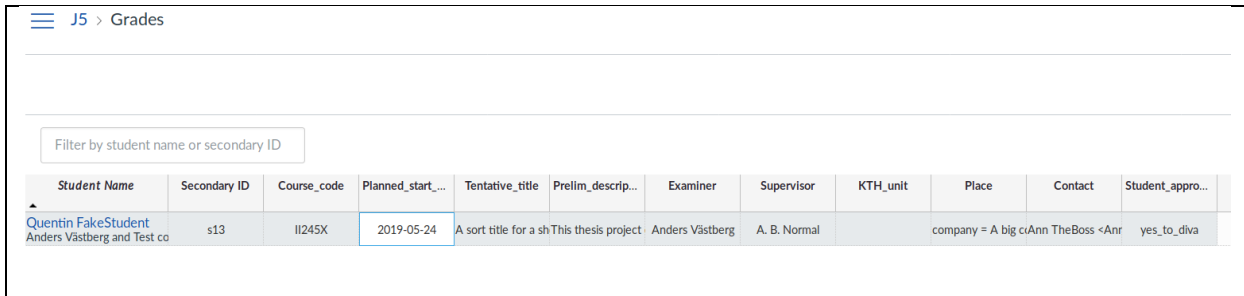 J5 > Grades
Filter by student name or secondary ID
Student Name Secondary ID Course_code Planned_start_... Tentative_title Prelim_descrip... Examiner Supervisor KTH_unit Place Contact Student_appro...
Quentin FakeStudent s13 II245X 2019-05-24 A sort title for a sh This thesis project Anders Västberg A. B. Normal company = A big c Ann TheBoss <Ann yes_to_diva
Anders Västberg and Test co